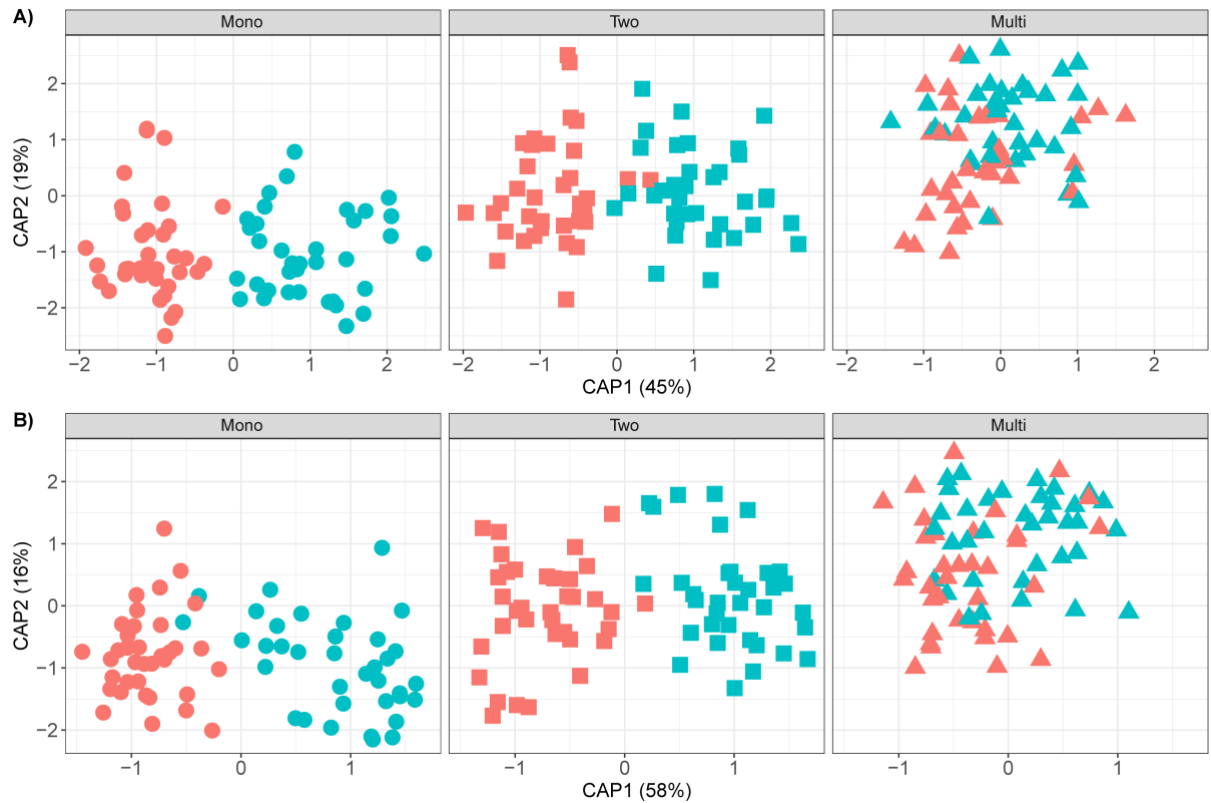 A)
Mono Two Multi
CAP2 (19%)
2
1
0
−1
−2
−2 −1 0 1 2 −2 −1 0 1 2 −2 −1 0 1 2
CAP1 (45%)
B)
Mono Two Multi
CAP2 (16%)
2
1
0
−1
−2
−1 0 1 −1 0 1 −1 0 1
CAP1 (58%)